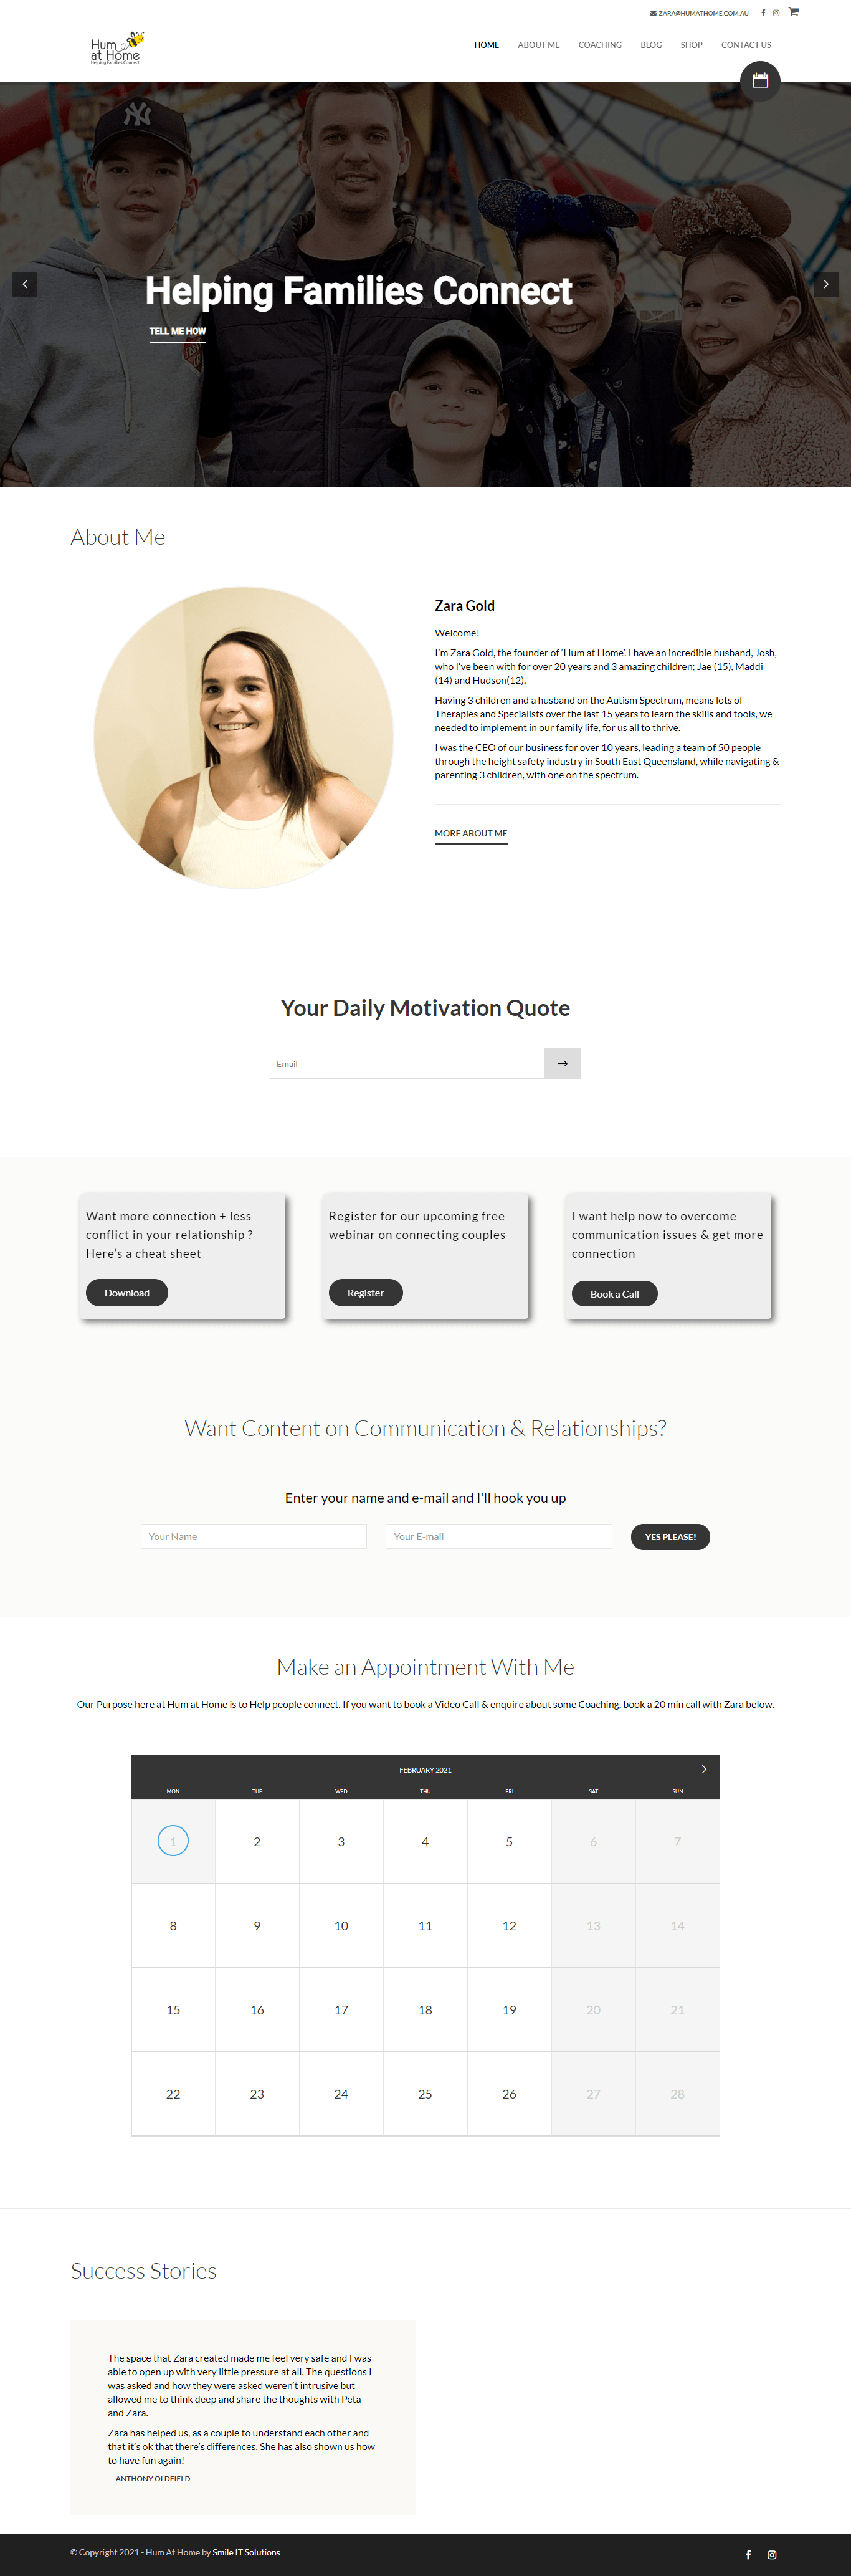 ZARA@HUMATHOME.COM.AU
Hum
at Home
Helping Families Connect
HOME ABOUT ME COACHING BLOG SHOP CONTACT US
Helping Families Connect
TELL ME HOW
About Me
Zara Gold
Welcome!
I'm Zara Gold, the founder of 'Hum at Home'. I have an incredible husband, Josh,
who I've been with for over 20 years and 3 amazing children; Jae (15), Maddi
(14) and Hudson(12).
Having 3 children and a husband on the Autism Spectrum, means lots of
Therapies and Specialists over the last 15 years to learn the skills and tools, we
needed to implement in our family life, for us all to thrive.
I was the CEO of our business for over 10 years, leading a team of 50 people
through the height safety industry in South East Queensland, while navigating &
parenting 3 children, with one on the spectrum.
MORE ABOUT ME
Your Daily Motivation Quote
Email
Want more connection + less
conflict in your relationship ?
Here's a cheat sheet
Download
Register for our upcoming free
webinar on connecting couples
Register
I want help now to overcome
communication issues & get more
connection
Book a Call
Want Content on Communication & Relationships?
Enter your name and e-mail and I'll hook you up
Your Name Your E-mail YES PLEASE!
Make an Appointment With Me
Our Purpose here at Hum at Home is to Help people connect. If you want to book a Video Call & enquire about some Coaching, book a 20 min call with Zara below.
FEBRUARY 2021
MON TUE WED THU FRI SAT SUN
1 2 3 4 5 6 7
8 9 10 11 12 13 14
15 16 17 18 19 20 21
22 23 24 25 26 27 28
Success Stories
The space that Zara created made me feel very safe and I was
able to open up with very little pressure at all. The questions I
was asked and how they were asked weren't intrusive but
allowed me to think deep and share the thoughts with Peta
and Zara.
Zara has helped us, as a couple to understand each other and
that it's ok that there's differences. She has also shown us how
to have fun again!
— ANTHONY OLDFIELD
© Copyright 2021 - Hum At Home by Smile IT Solutions